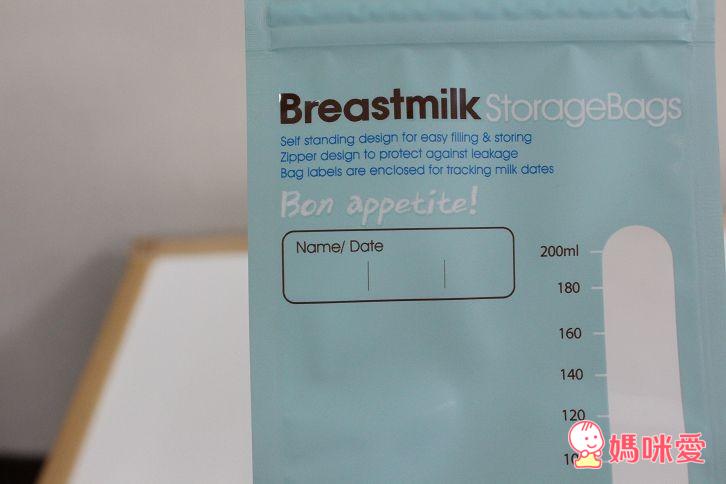 Breastmilk StorageBags
Self standing design for easy filling & storing
Zipper design to protect against leakage
Bag labels are enclosed for tracking milk dates
Bon appetite!
Name/ Date
200ml
180
160
140
120
媽咪愛